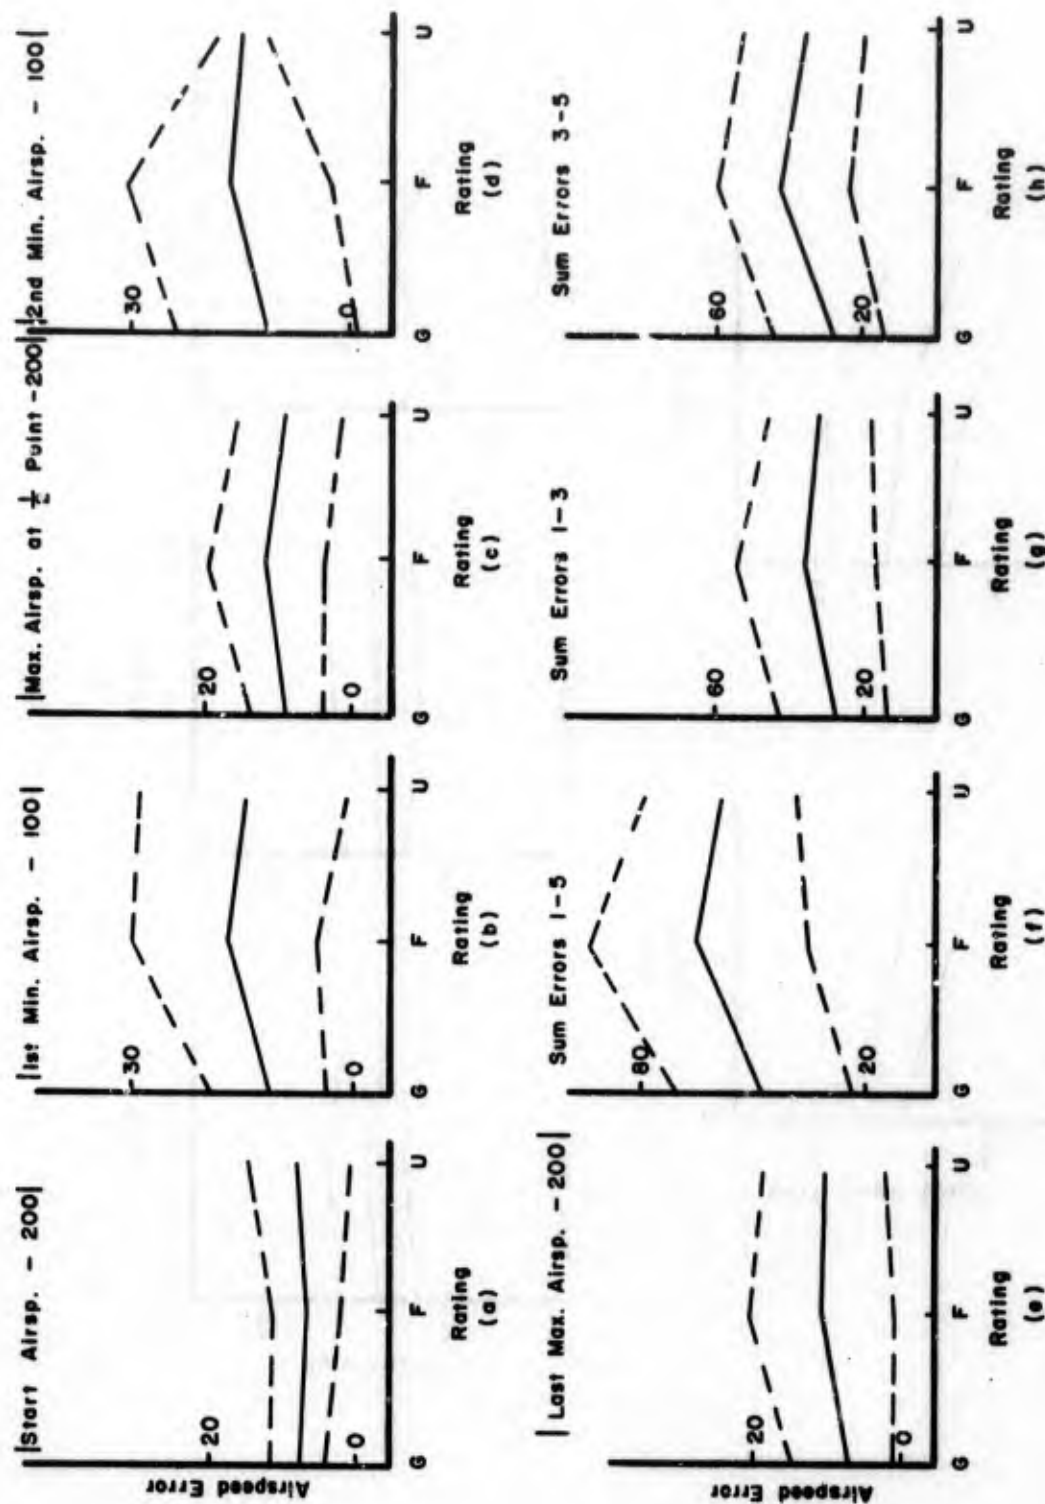 |Start Airsp. - 200|
|1st Min. Airsp. - 100|
|Max. Airsp. at ½ Point -200|
|2nd Min. Airsp. - 100|
Airspeed Error
20
0
G F U
Rating
(a)
30
0
G F U
Rating
(b)
20
0
G F U
Rating
(c)
30
0
G F U
Rating
(d)
|Last Max. Airsp. -200|
Sum Errors 1-5
Sum Errors 1-3
Sum Errors 3-5
Airspeed Error
20
0
G F U
Rating
(e)
80
20
G F U
Rating
(f)
60
20
G F U
Rating
(g)
60
20
G F U
Rating
(h)